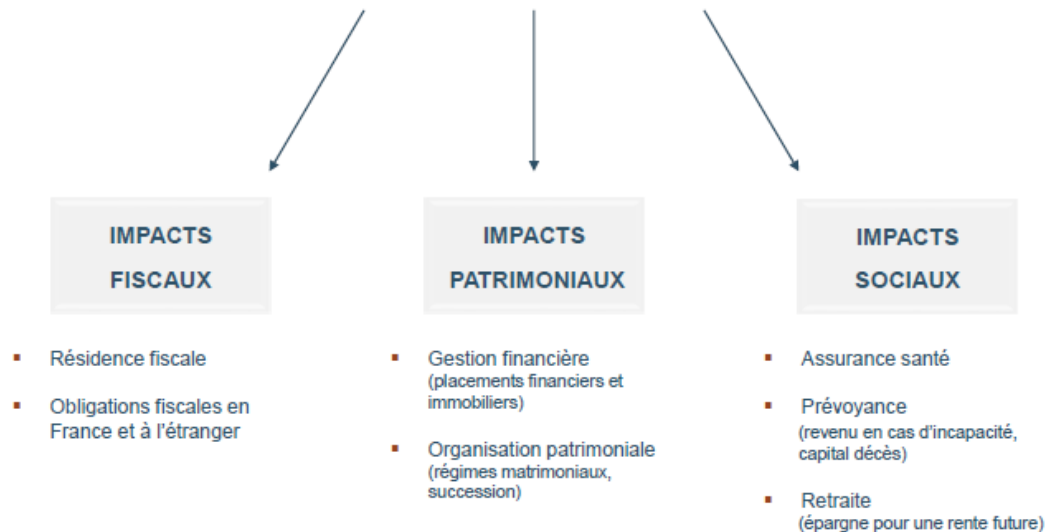 IMPACTS
FISCAUX
IMPACTS
PATRIMONIAUX
IMPACTS
SOCIAUX
Résidence fiscale
Obligations fiscales en
France et à l'étranger
Gestion financière
(placements financiers et
immobiliers)
Organisation patrimoniale
(régimes matrimoniaux,
succession)
Assurance santé
Prévoyance
(revenu en cas d'incapacité,
capital décès)
Retraite
(épargne pour une rente future)